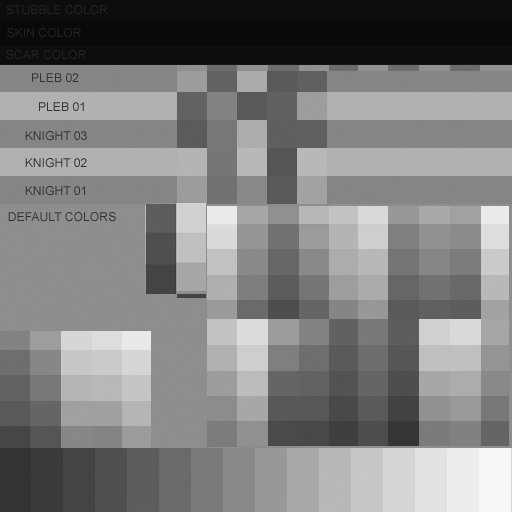 STUBBLE COLOR
SKIN COLOR
SCAR COLOR
PLEB 02
PLEB 01
KNIGHT 03
KNIGHT 02
KNIGHT 01
DEFAULT COLORS